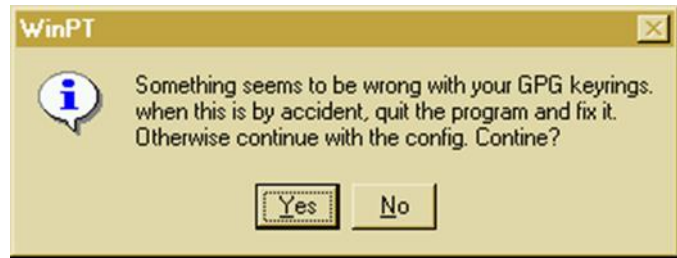 WinPT
Something seems to be wrong with your GPG keyrings.
when this is by accident, quit the program and fix it.
Otherwise continue with the config. Contine?
Yes No